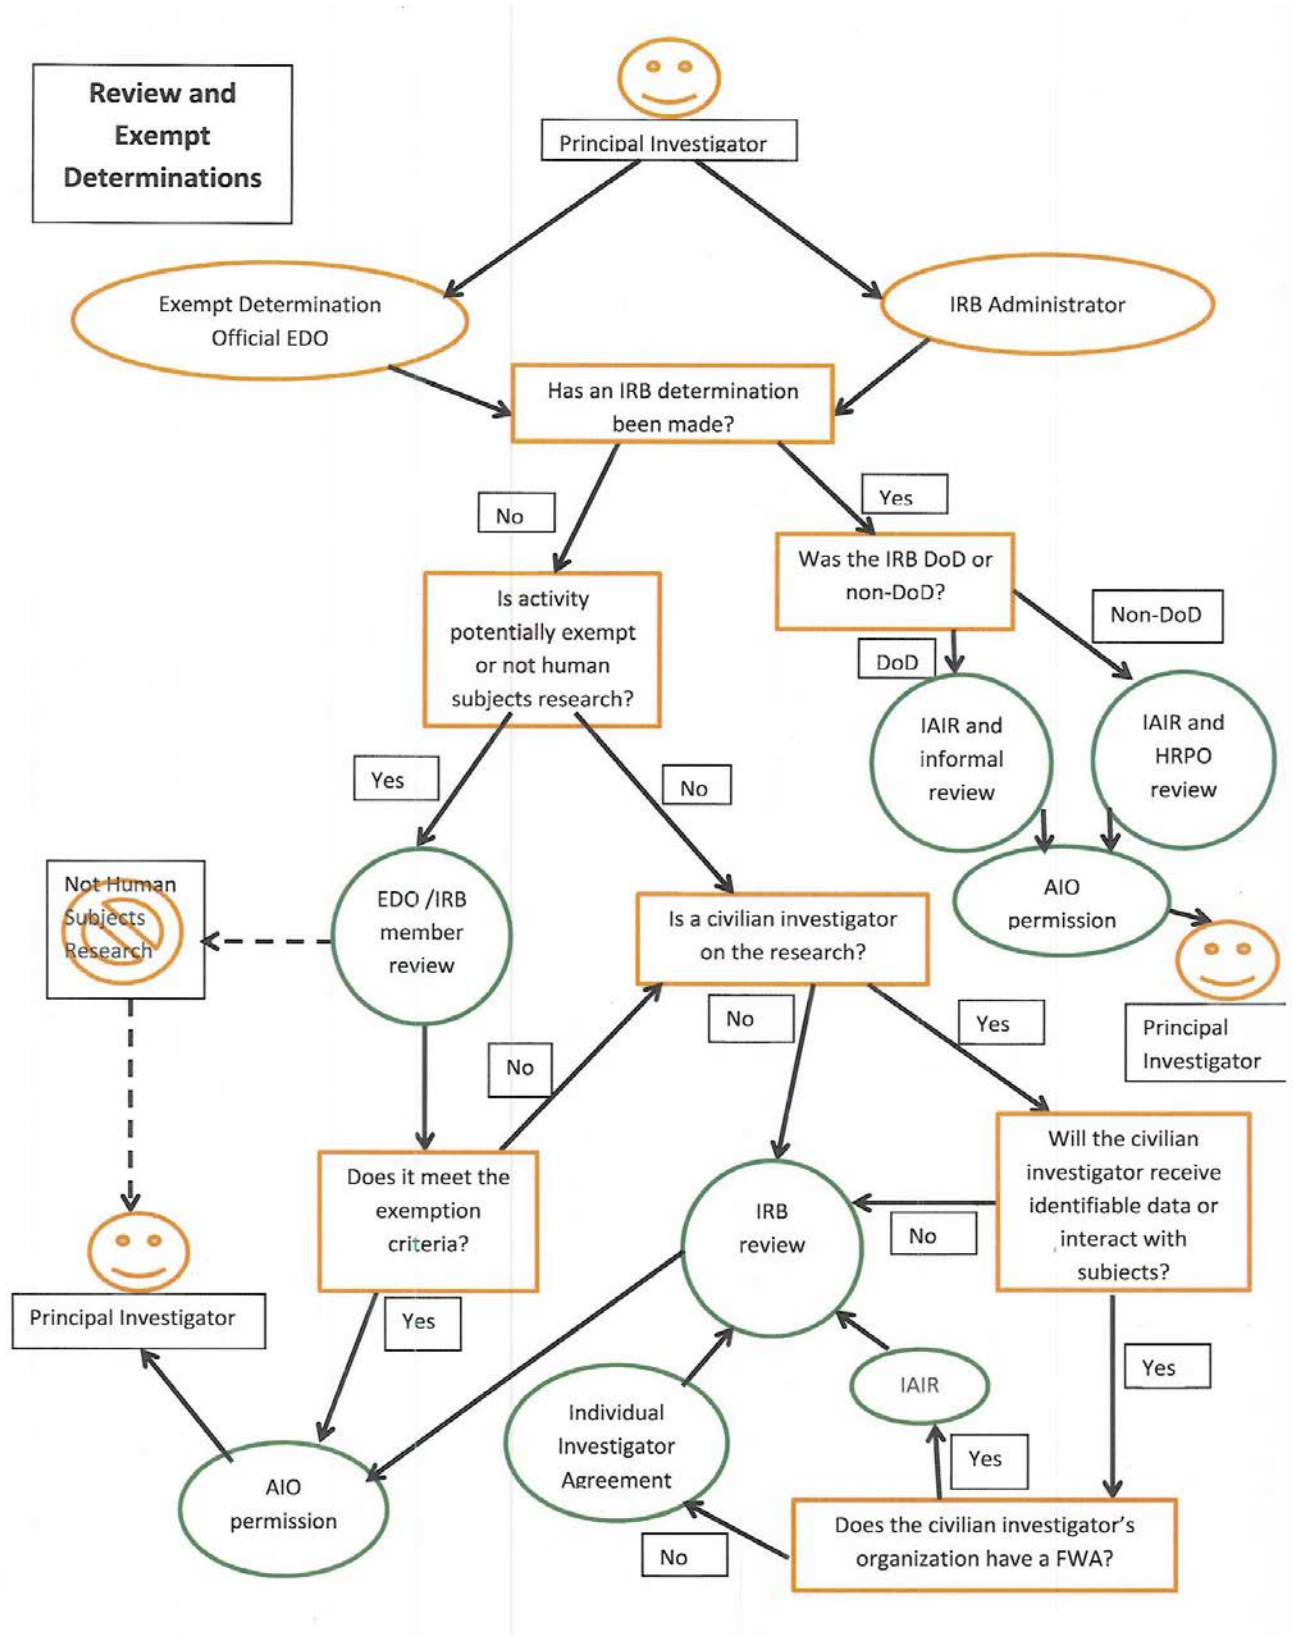 Review and
Exempt
Determinations
Principal Investigator
Exempt Determination
Official EDO
IRB Administrator
Has an IRB determination
been made?
No
Yes
Was the IRB DoD or
non-DoD?
Is activity
potentially exempt
or not human
subjects research?
Non-DoD
DoD
IAIR and
informal
review
IAIR and
HRPO
review
Yes
No
AIO
permission
Not Human
Subjects
Research
EDO /IRB
member
review
Is a civilian investigator
on the research?
Principal
Investigator
No
Yes
No
Does it meet the
exemption
criteria?
IRB
review
Will the civilian
investigator receive
identifiable data or
interact with
subjects?
No
Principal Investigator
Yes
Yes
IAIR
Individual
Investigator
Agreement
Yes
AIO
permission
No
Does the civilian investigator's
organization have a FWA?